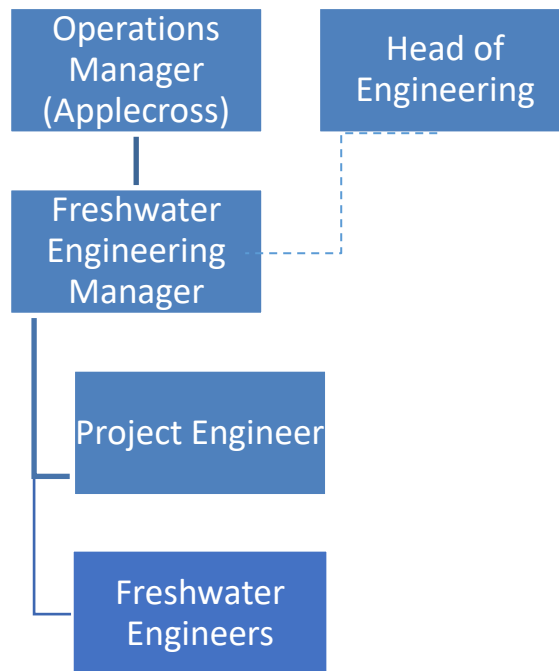 Operations
Manager
(Applecross)
Head of
Engineering
Freshwater
Engineering
Manager
Project Engineer
Freshwater
Engineers